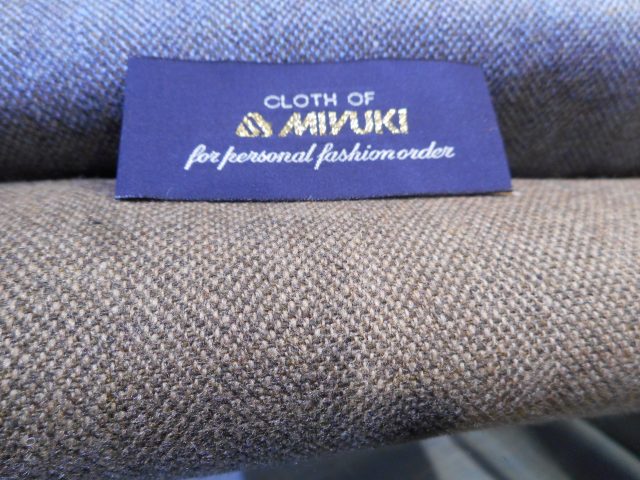 CLOTH OF
MIYUKI
for personal fashion order